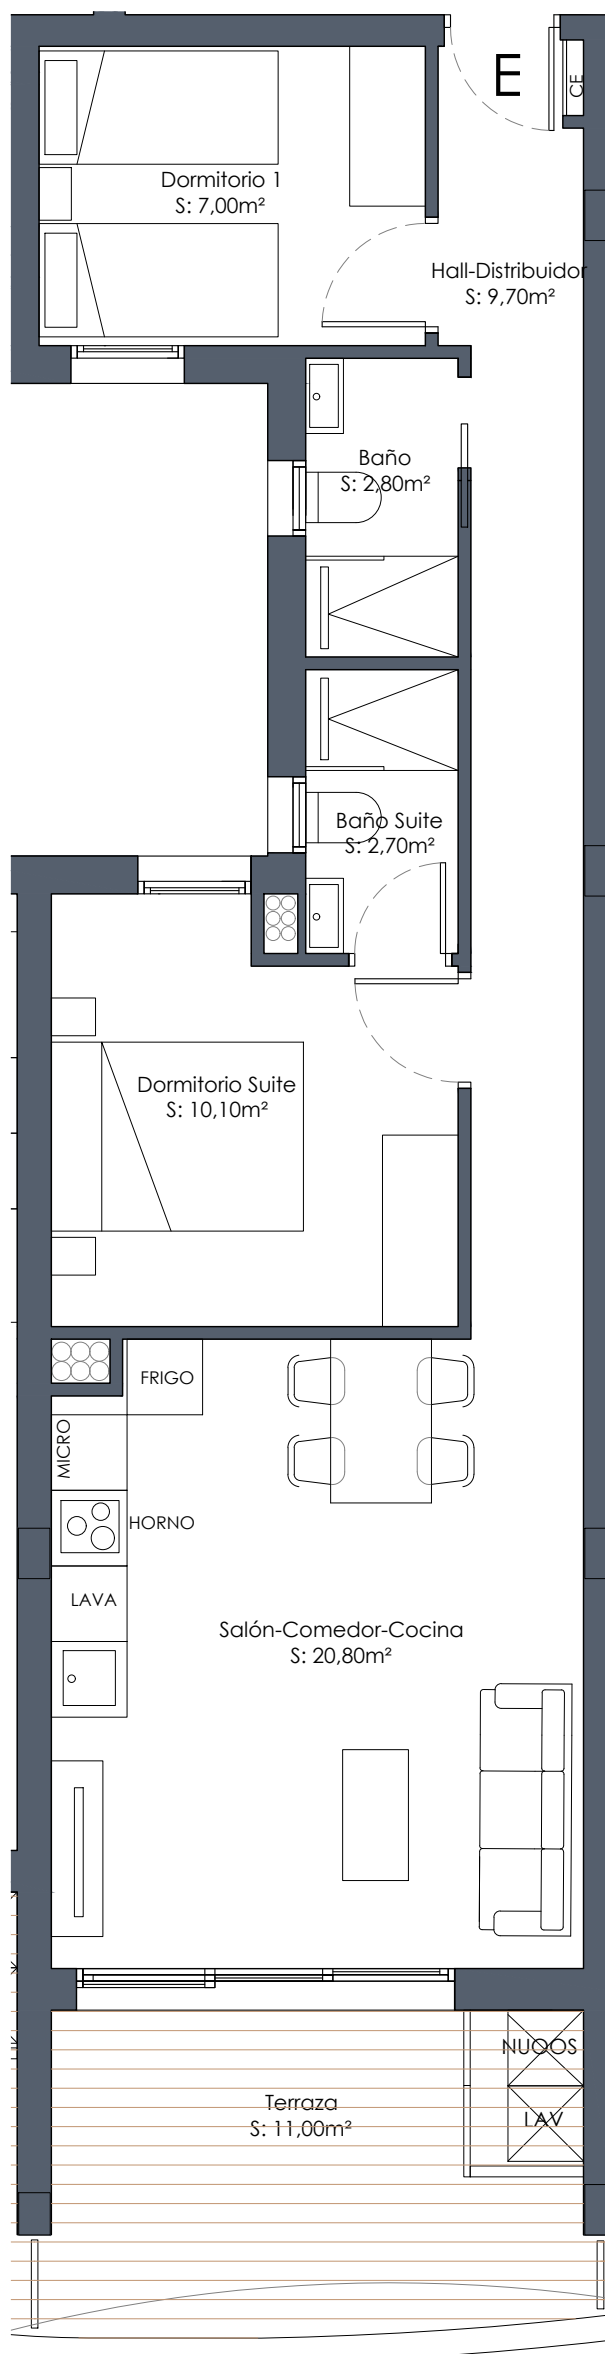 E
CE
Dormitorio 1
S: 7,00m²
Hall-Distribuidor
S: 9,70m²
Baño
S: 2,80m²
Baño Suite
S: 2,70m²
Dormitorio Suite
S: 10,10m²
FRIGO
MICRO
HORNO
LAVA
Salón-Comedor-Cocina
S: 20,80m²
NUOOS
Terraza
S: 11,00m²
LAV